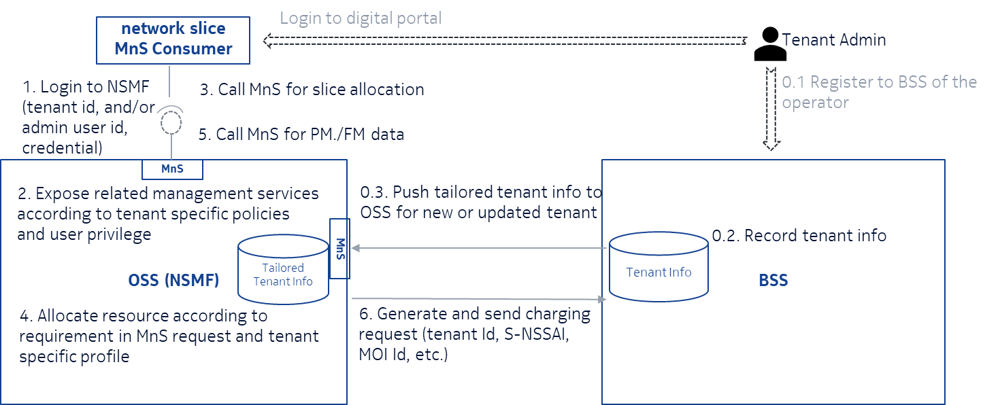 Login to digital portal
network slice
MnS Consumer
Tenant Admin
0.1 Register to BSS of the
operator
1. Login to NSMF
(tenant id, and/or
admin user id,
credential)
3. Call MnS for slice allocation
5. Call MnS for PM./FM data
MnS
2. Expose related management services
according to tenant specific policies
and user privilege
0.3. Push tailored tenant info to
OSS for new or updated tenant
MnS
0.2. Record tenant info
Tailored
Tenant Info
Tenant Info
OSS (NSMF)
BSS
4. Allocate resource according to
requirement in MnS request and tenant
specific profile
6. Generate and send charging
request (tenant Id, S-NSSAI,
MOI Id, etc.)